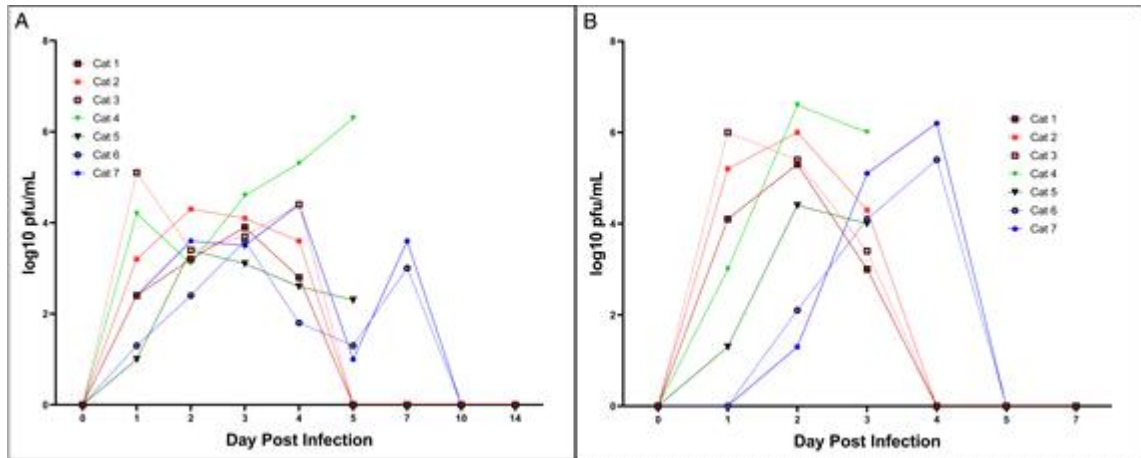 A
8
6
4
2
0
log10 pfu/mL
Cat 1
Cat 2
Cat 3
Cat 4
Cat 5
Cat 6
Cat 7
0 1 2 3 4 5 7 10 14
Day Post Infection
B
8
6
4
2
0
log10 pfu/mL
Cat 1
Cat 2
Cat 3
Cat 4
Cat 5
Cat 6
Cat 7
0 1 2 3 4 5 7
Day Post Infection